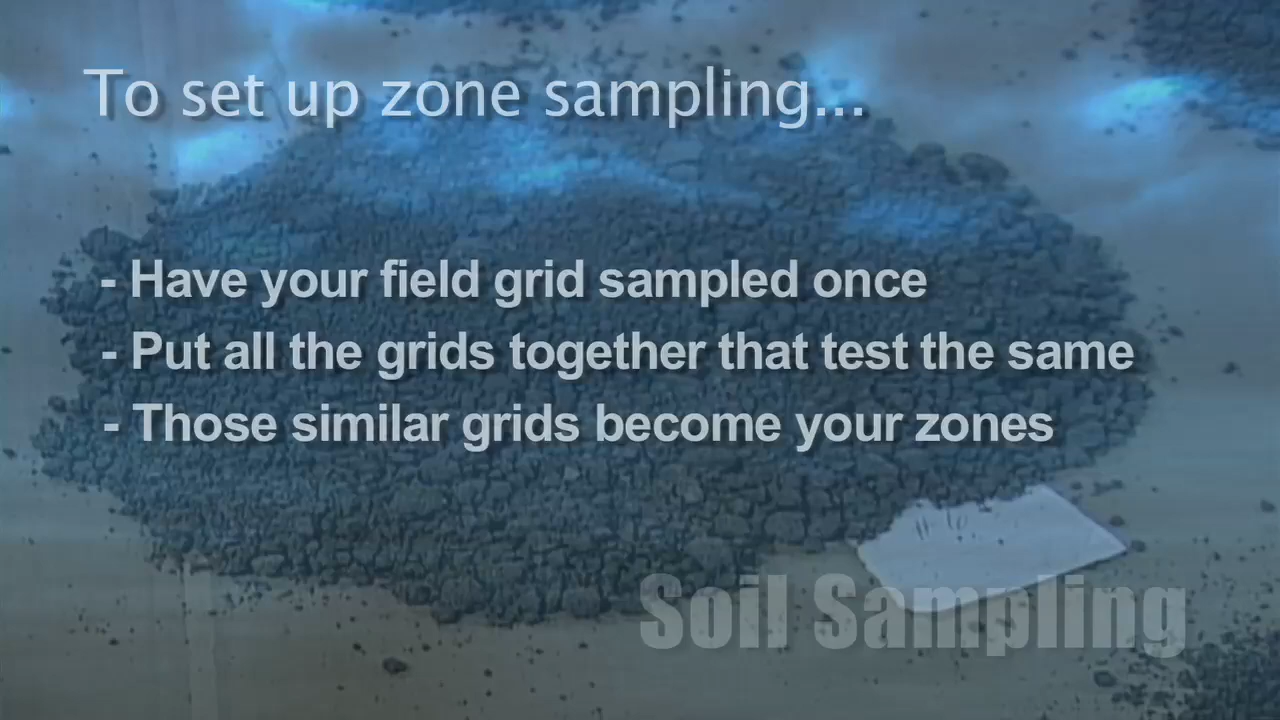 To set up zone sampling...
- Have your field grid sampled once
- Put all the grids together that test the same
- Those similar grids become your zones
Soil Sampling